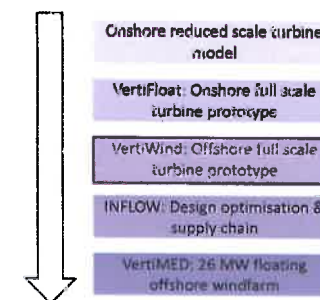 Onshore reduced scale turbine
model
VertiFloat: Onshore full scale
turbine prototype
VertiWind: Offshore full scale
turbine prototype
INFLOW: Design optimisation &
supply chain
VertiMED: 26 MW floating
offshore windfarm